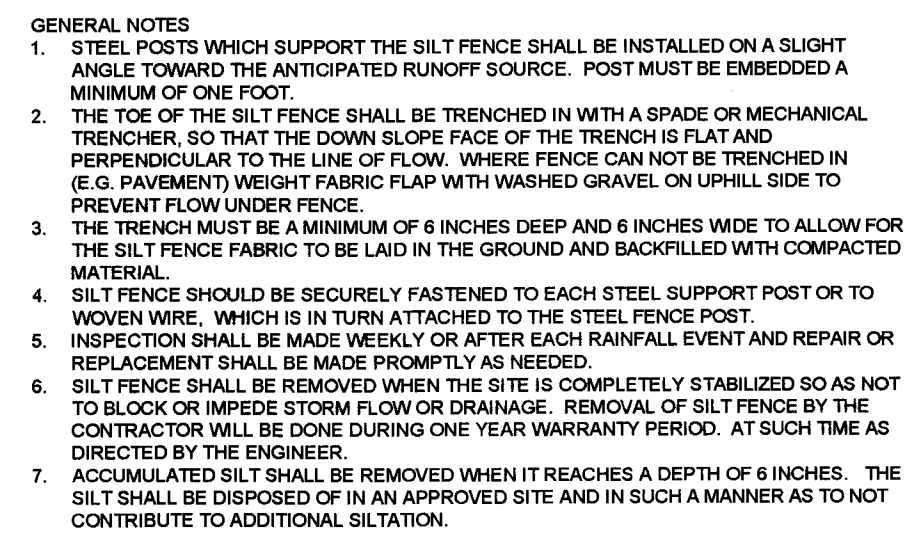 GENERAL NOTES
1. STEEL POSTS WHICH SUPPORT THE SILT FENCE SHALL BE INSTALLED ON A SLIGHT
ANGLE TOWARD THE ANTICIPATED RUNOFF SOURCE. POST MUST BE EMBEDDED A
MINIMUM OF ONE FOOT.
2. THE TOE OF THE SILT FENCE SHALL BE TRENCHED IN WITH A SPADE OR MECHANICAL
TRENCHER, SO THAT THE DOWN SLOPE FACE OF THE TRENCH IS FLAT AND
PERPENDICULAR TO THE LINE OF FLOW. WHERE FENCE CAN NOT BE TRENCHED IN
(E.G. PAVEMENT) WEIGHT FABRIC FLAP WITH WASHED GRAVEL ON UPHILL SIDE TO
PREVENT FLOW UNDER FENCE.
3. THE TRENCH MUST BE A MINIMUM OF 6 INCHES DEEP AND 6 INCHES WIDE TO ALLOW FOR
THE SILT FENCE FABRIC TO BE LAID IN THE GROUND AND BACKFILLED WITH COMPACTED
MATERIAL.
4. SILT FENCE SHOULD BE SECURELY FASTENED TO EACH STEEL SUPPORT POST OR TO
WOVEN WIRE, WHICH IS IN TURN ATTACHED TO THE STEEL FENCE POST.
5. INSPECTION SHALL BE MADE WEEKLY OR AFTER EACH RAINFALL EVENT AND REPAIR OR
REPLACEMENT SHALL BE MADE PROMPTLY AS NEEDED.
6. SILT FENCE SHALL BE REMOVED WHEN THE SITE IS COMPLETELY STABILIZED SO AS NOT
TO BLOCK OR IMPEDE STORM FLOW OR DRAINAGE. REMOVAL OF SILT FENCE BY THE
CONTRACTOR WILL BE DONE DURING ONE YEAR WARRANTY PERIOD. AT SUCH TIME AS
DIRECTED BY THE ENGINEER.
7. ACCUMULATED SILT SHALL BE REMOVED WHEN IT REACHES A DEPTH OF 6 INCHES. THE
SILT SHALL BE DISPOSED OF IN AN APPROVED SITE AND IN SUCH A MANNER AS TO NOT
CONTRIBUTE TO ADDITIONAL SILTATION.